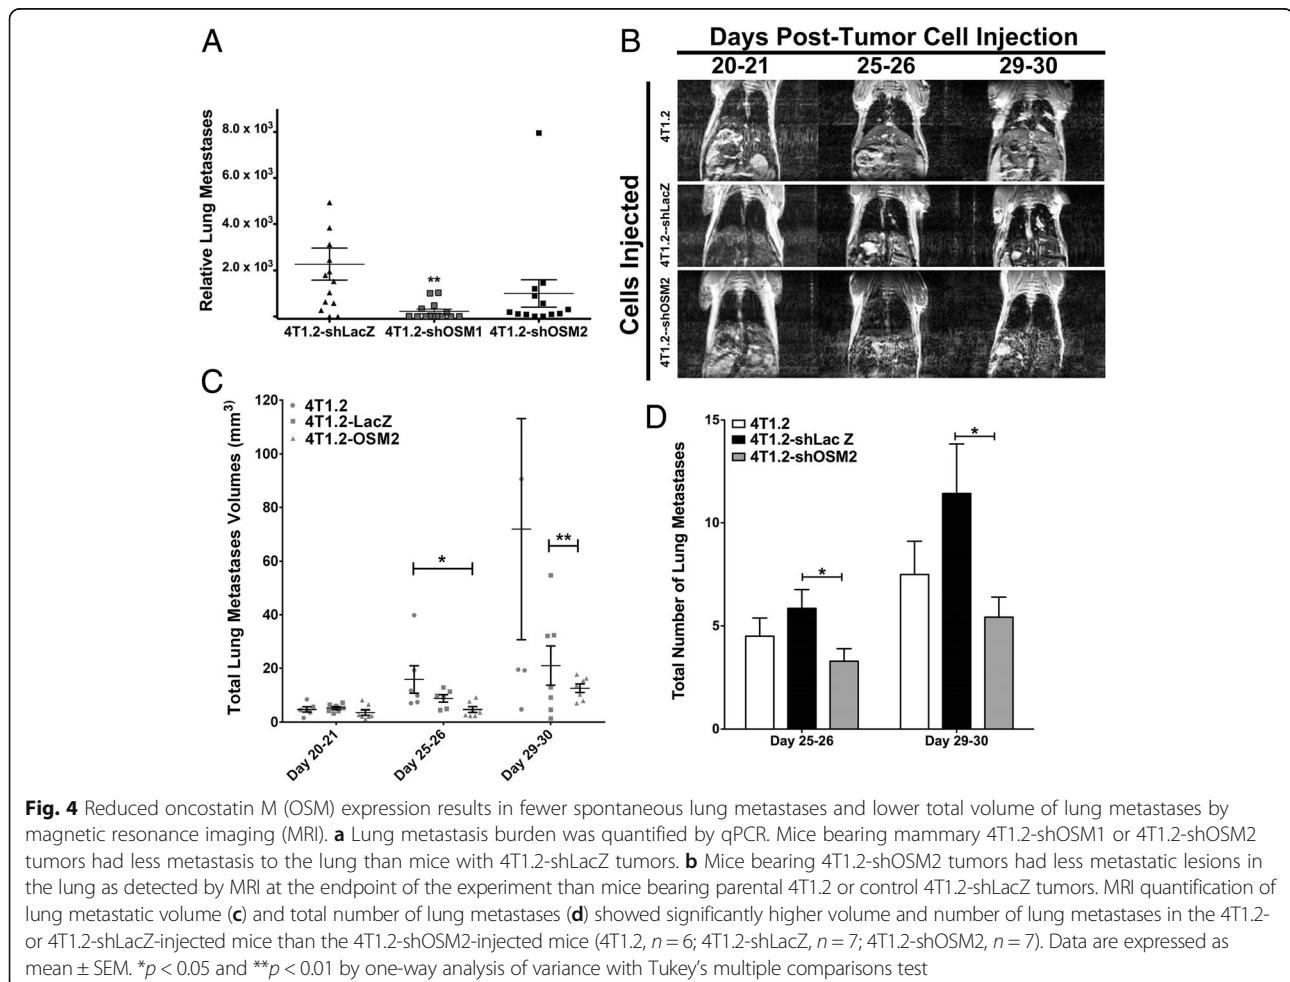 A
Relative Lung Metastases
8.0 x 10³
6.0 x 10³
4.0 x 10³
2.0 x 10³
0
**
4T1.2-shLacZ 4T1.2-shOSM1 4T1.2-shOSM2
B
Days Post-Tumor Cell Injection
20-21 25-26 29-30
Cells Injected
4T1.2
4T1.2--shLacZ
4T1.2--shOSM2
C
Total Lung Metastases Volumes (mm³)
120
100
80
60
40
20
0
4T1.2
4T1.2-LacZ
4T1.2-OSM2
*
**
Day 20-21
Day 25-26
Day 29-30
D
Total Number of Lung Metastases
15
10
5
0
4T1.2
4T1.2-shLac Z
4T1.2-shOSM2
*
*
Day 25-26 Day 29-30
Fig. 4 Reduced oncostatin M (OSM) expression results in fewer spontaneous lung metastases and lower total volume of lung metastases by
magnetic resonance imaging (MRI). a Lung metastasis burden was quantified by qPCR. Mice bearing mammary 4T1.2-shOSM1 or 4T1.2-shOSM2
tumors had less metastasis to the lung than mice with 4T1.2-shLacZ tumors. b Mice bearing 4T1.2-shOSM2 tumors had less metastatic lesions in
the lung as detected by MRI at the endpoint of the experiment than mice bearing parental 4T1.2 or control 4T1.2-shLacZ tumors. MRI quantification of
lung metastatic volume (c) and total number of lung metastases (d) showed significantly higher volume and number of lung metastases in the 4T1.2-
or 4T1.2-shLacZ-injected mice than the 4T1.2-shOSM2-injected mice (4T1.2, n = 6; 4T1.2-shLacZ, n = 7; 4T1.2-shOSM2, n = 7). Data are expressed as
mean ± SEM. *p < 0.05 and **p < 0.01 by one-way analysis of variance with Tukey's multiple comparisons test